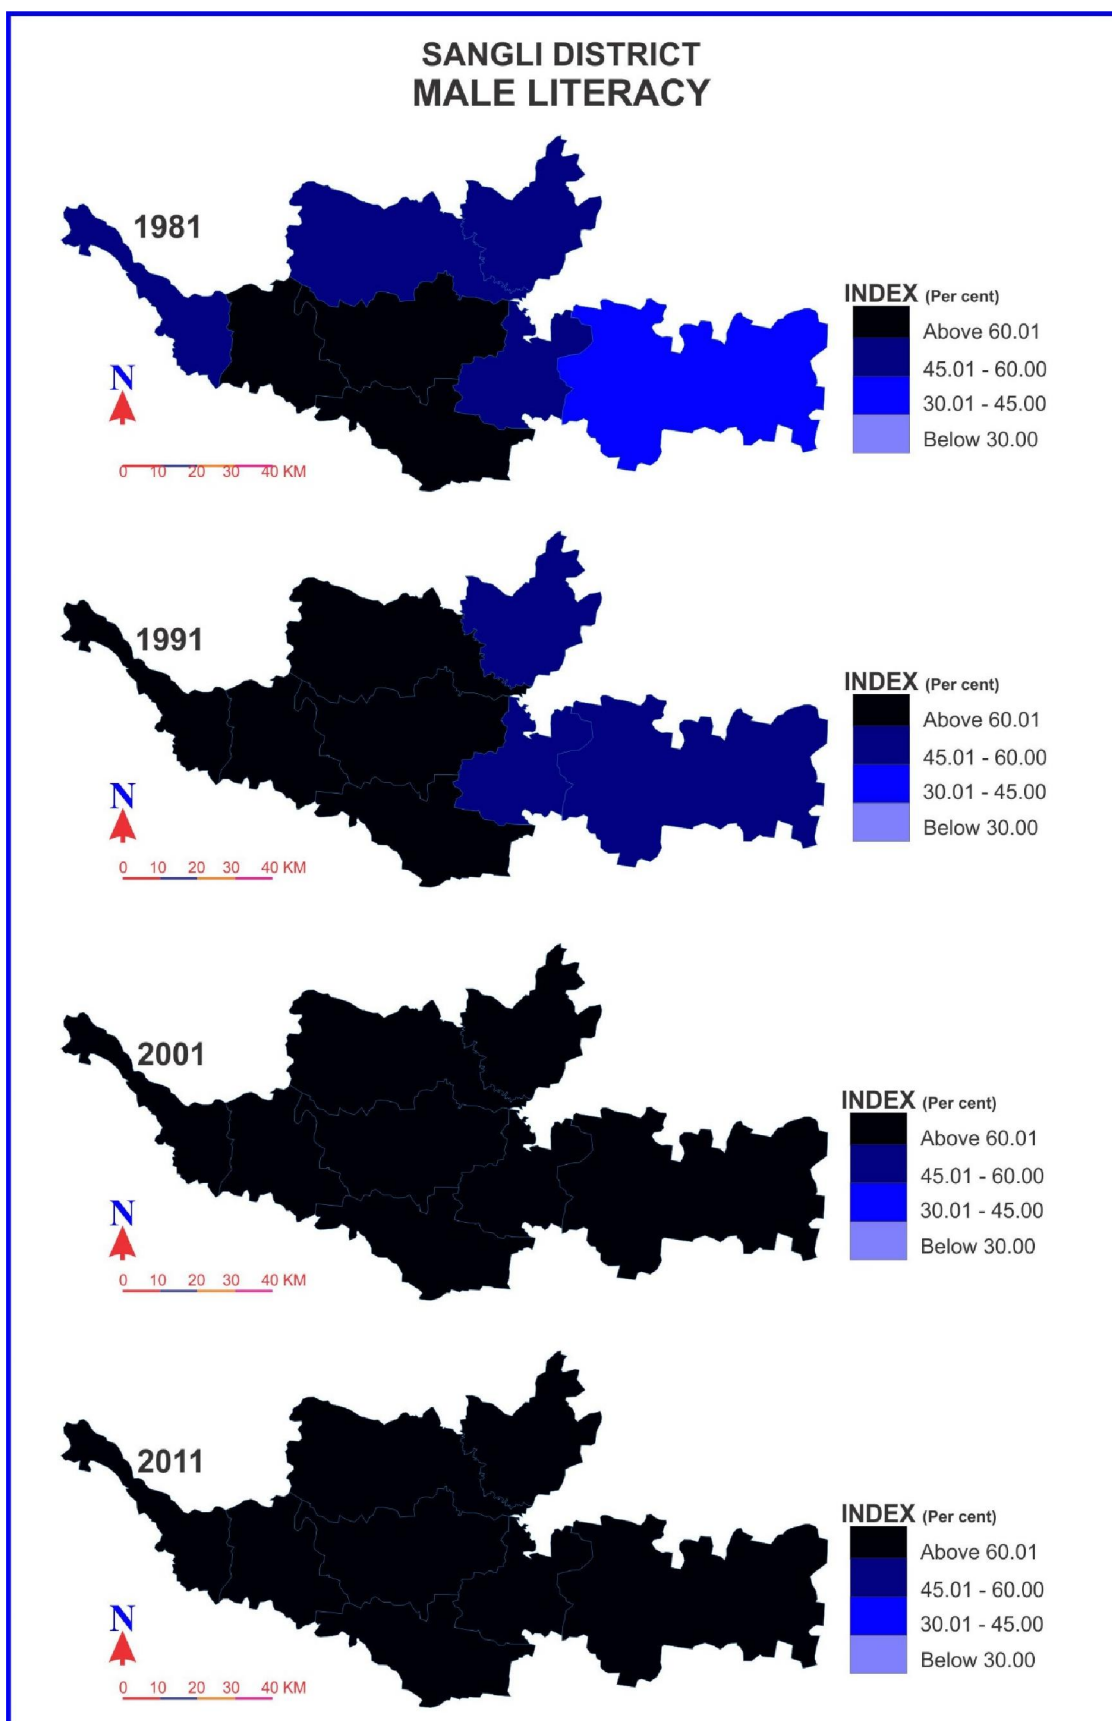 SANGLI DISTRICT
MALE LITERACY
1981
INDEX (Per cent)
Above 60.01
45.01 - 60.00
30.01 - 45.00
Below 30.00
N
0 10 20 30 40 KM
1991
INDEX (Per cent)
Above 60.01
45.01 - 60.00
30.01 - 45.00
Below 30.00
N
0 10 20 30 40 KM
2001
INDEX (Per cent)
Above 60.01
45.01 - 60.00
30.01 - 45.00
Below 30.00
N
0 10 20 30 40 KM
2011
INDEX (Per cent)
Above 60.01
45.01 - 60.00
30.01 - 45.00
Below 30.00
N
0 10 20 30 40 KM